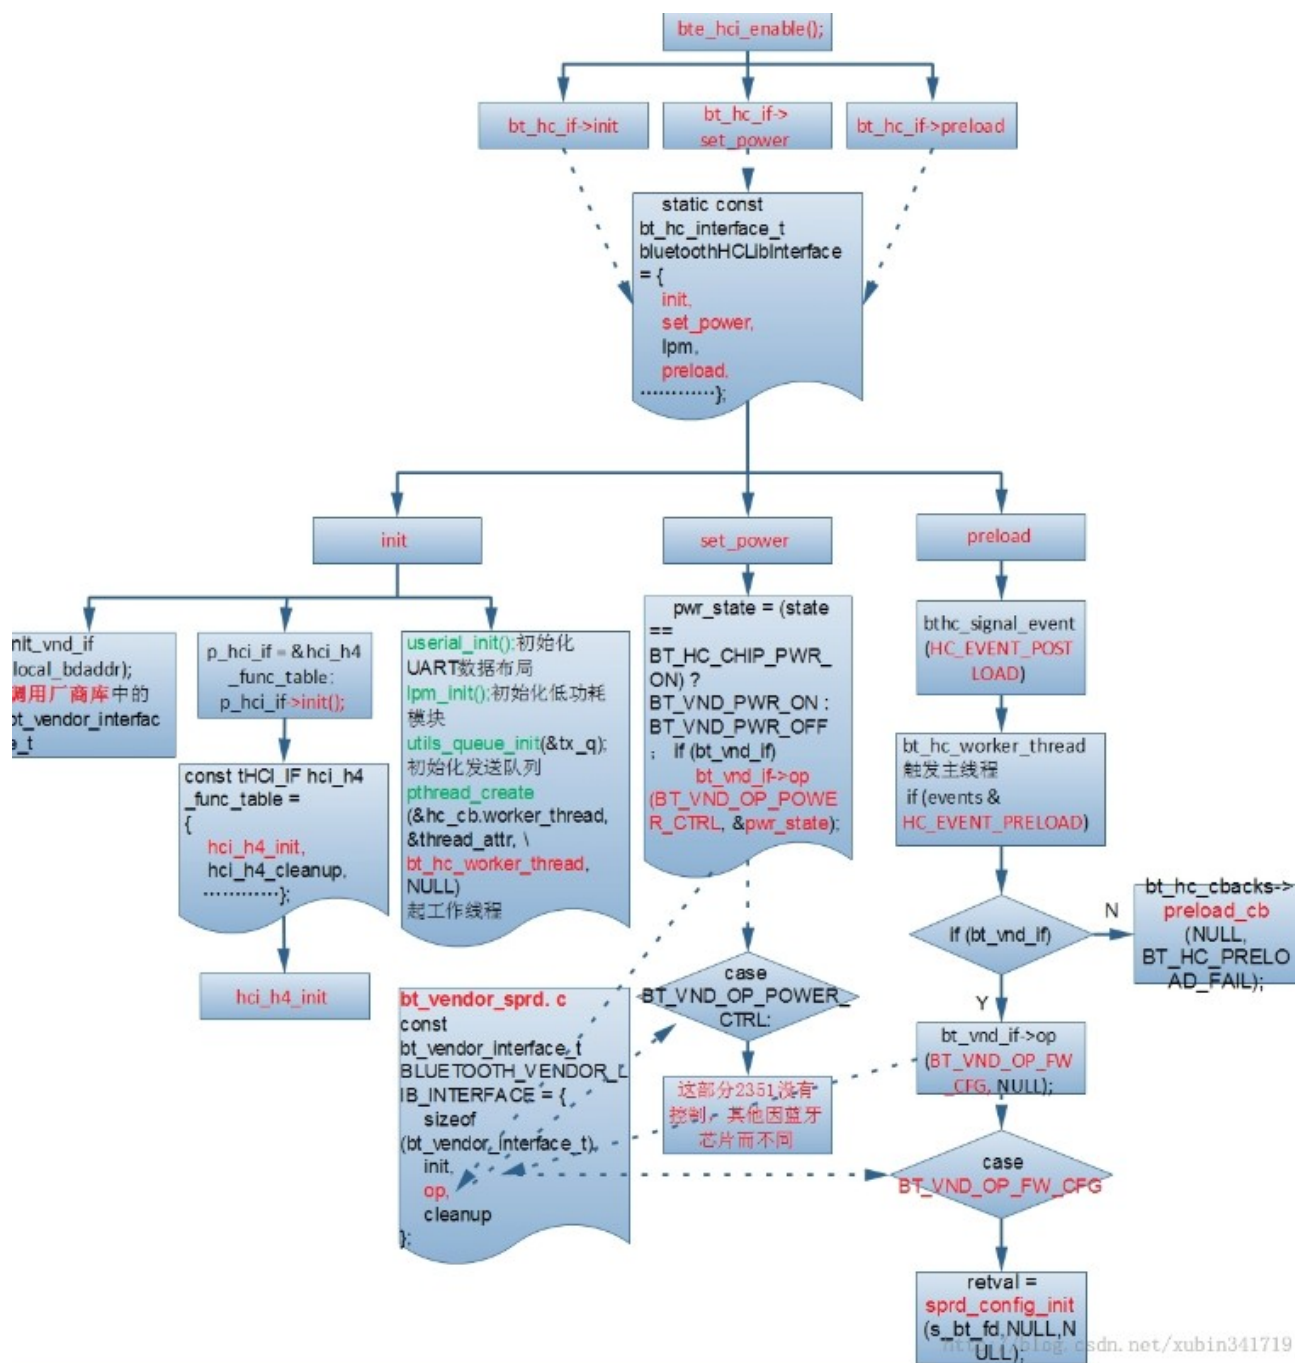 bte_hci_enable();
bt_hc_if->init
bt_hc_if->
set_power
bt_hc_if->preload
static const
bt_hc_interface_t
bluetoothHCLibInterface
= {
init,
set_power,
lpm,
preload,
…………};
init
set_power
preload
nit_vnd_if
local_bdaddr);
调用厂商库中的
bt_vendor_interfac
e_t
p_hci_if = &hci_h4
_func_table;
p_hci_if->init();
const tHCI_IF hci_h4
_func_table =
{
hci_h4_init,
hci_h4_cleanup,
…………};
hci_h4_init
userial_init();初始化
UART数据布局
lpm_init();初始化低功耗
模块
utils_queue_init(&tx_q);
初始化发送队列
pthread_create
(&hc_cb.worker_thread,
&thread_attr, \
bt_hc_worker_thread,
NULL)
起工作线程
pwr_state = (state
==
BT_HC_CHIP_PWR_
ON) ?
BT_VND_PWR_ON :
BT_VND_PWR_OFF
; if (bt_vnd_if)
bt_vnd_if->op
(BT_VND_OP_POWE
R_CTRL, &pwr_state);
case
BT_VND_OP_POWER_
CTRL:
这部分2351没有
控制，其他因蓝牙
芯片而不同
bt_vendor_sprd. c
const
bt_vendor_interface_t
BLUETOOTH_VENDOR_L
IB_INTERFACE = {
sizeof
(bt_vendor_interface_t),
init,
op,
cleanup
};
bthc_signal_event
(HC_EVENT_POST
LOAD)
bt_hc_worker_thread
触发主线程
if (events &
HC_EVENT_PRELOAD)
if (bt_vnd_if)
N
bt_hc_cbacks->
preload_cb
(NULL,
BT_HC_PRELO
AD_FAIL);
Y
bt_vnd_if->op
(BT_VND_OP_FW
_CFG, NULL);
case
BT_VND_OP_FW_CFG
retval =
sprd_config_init
(s_bt_fd,NULL,N
ULL);
http://blog.csdn.net/xubin341719